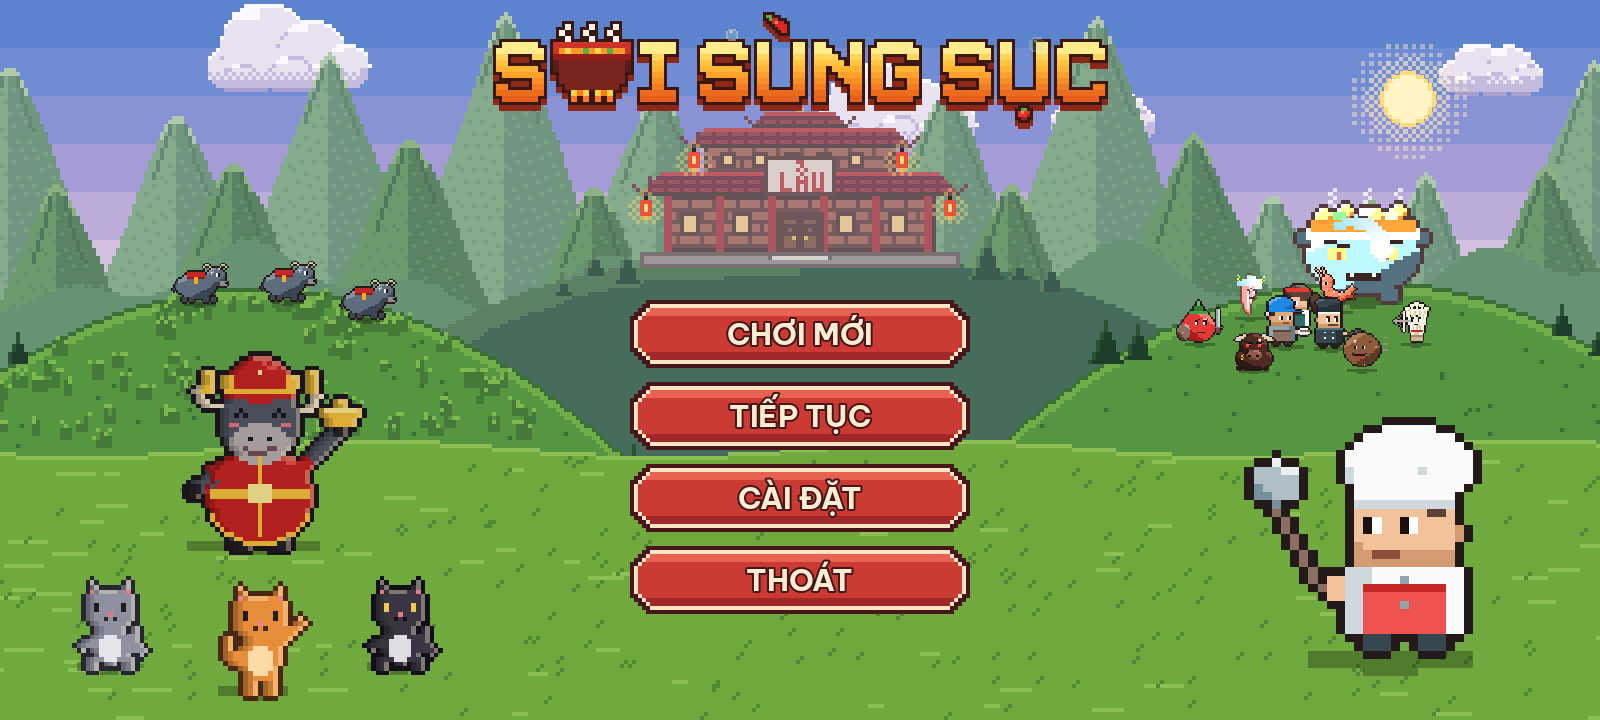 SÔI SÙNG SỤC
LẨU
CHƠI MỚI
TIẾP TỤC
CÀI ĐẶT
THOÁT